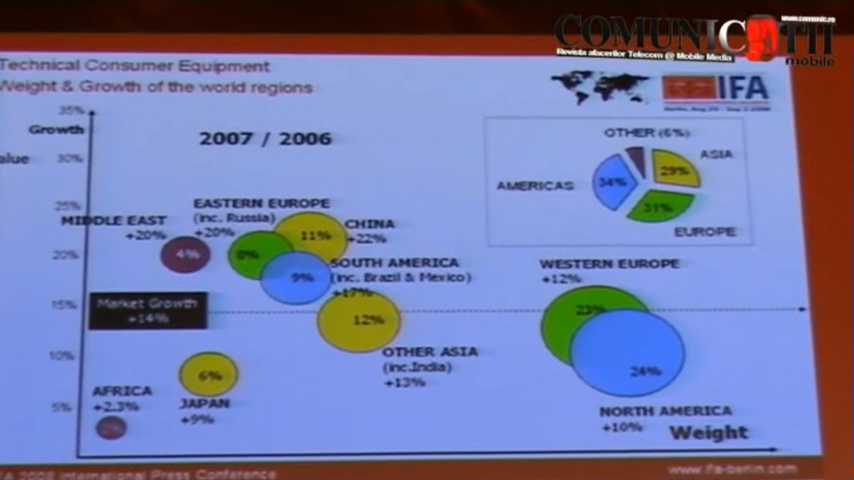 COMUNICATII
www.comunic.ro
Revista afacerilor Telecom @ Mobile Media
mobile
Technical Consumer Equipment
Weight & Growth of the world regions
IFA
35%
Growth
alue
30%
25%
20%
15%
10%
5%
2007 / 2006
OTHER (6%)
ASIA
29%
AMERICAS
34%
31%
EUROPE
MIDDLE EAST
+20%
4%
EASTERN EUROPE
(inc. Russia)
+20%
8%
11%
CHINA
+22%
9%
SOUTH AMERICA
(inc. Brazil & Mexico)
+17%
WESTERN EUROPE
+12%
23%
Market Growth
+14%
12%
OTHER ASIA
(inc.India)
+13%
24%
NORTH AMERICA
+10%
Weight
6%
JAPAN
+9%
AFRICA
+2.3%
FA 2008 International Press Conference
www.ifa-berlin.com